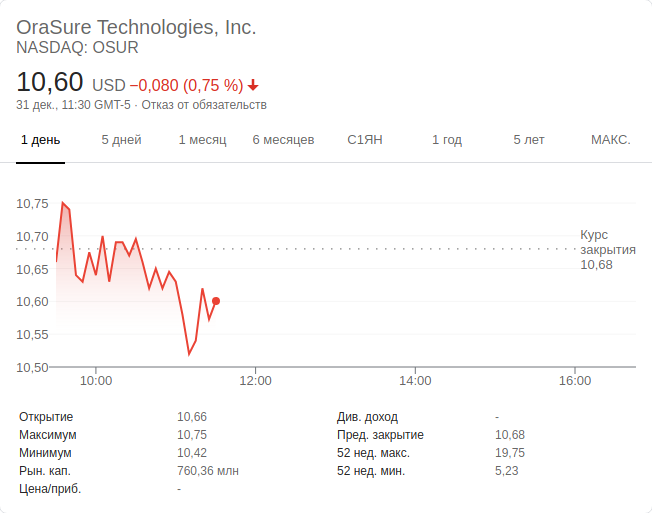 OraSure Technologies, Inc.
NASDAQ: OSUR
10,60 USD −0,080 (0,75 %)
31 дек., 11:30 GMT-5 · Отказ от обязательств
1 день 5 дней 1 месяц 6 месяцев С1ЯН 1 год 5 лет МАКС.
10,75
10,70
10,65
10,60
10,55
10,50
Курс
закрытия
10,68
10:00 12:00 14:00 16:00
Открытие 10,66 Див. доход -
Максимум 10,75 Пред. закрытие 10,68
Минимум 10,42 52 нед. макс. 19,75
Рын. кап. 760,36 млн 52 нед. мин. 5,23
Цена/приб. -